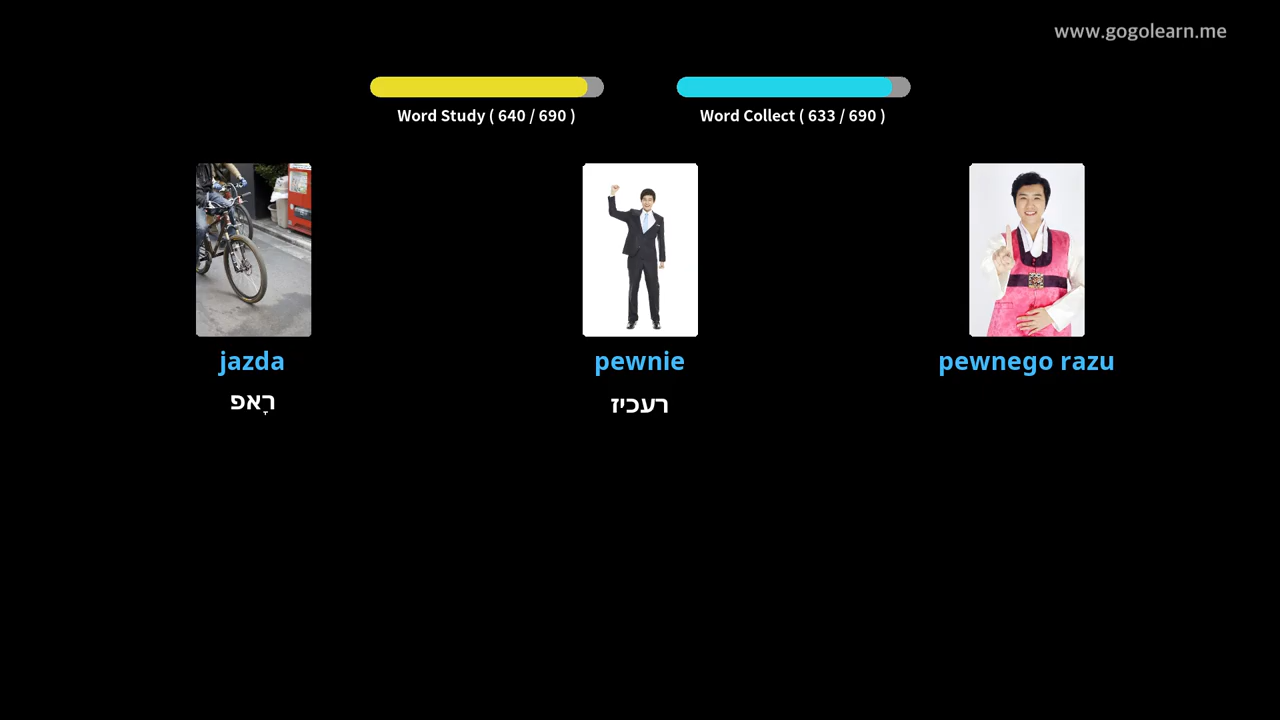 www.gogolearn.me
Word Study ( 640 / 690 )
Word Collect ( 633 / 690 )
jazda
רָאפ
pewnie
רעכיז
pewnego razu